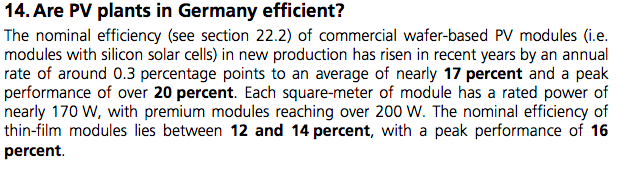 14. Are PV plants in Germany efficient?
The nominal efficiency (see section 22.2) of commercial wafer-based PV modules (i.e.
modules with silicon solar cells) in new production has risen in recent years by an annual
rate of around 0.3 percentage points to an average of nearly 17 percent and a peak
performance of over 20 percent. Each square-meter of module has a rated power of
nearly 170 W, with premium modules reaching over 200 W. The nominal efficiency of
thin-film modules lies between 12 and 14 percent, with a peak performance of 16
percent.